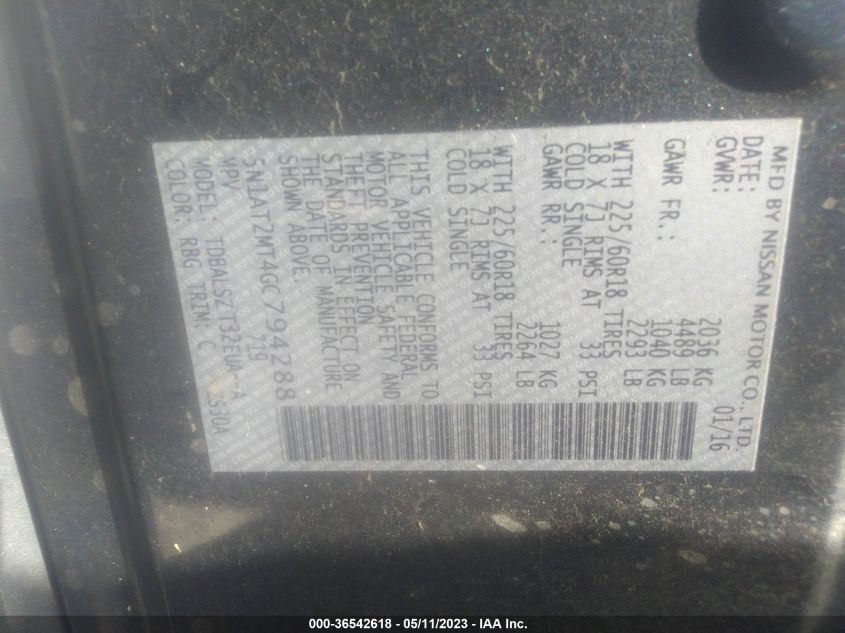 MFD BY NISSAN MOTOR CO., LTD.
DATE: 01/16
GVWR: 2036 KG
4489 LB
GAWR FR.: 1040 KG
2293 LB
WITH 225/60R18 TIRES
18 X 7J RIMS AT 33 PSI
COLD SINGLE
GAWR RR.: 1027 KG
2264 LB
WITH 225/60R18 TIRES
18 X 7J RIMS AT 33 PSI
COLD SINGLE
THIS VEHICLE CONFORMS TO
ALL APPLICABLE FEDERAL
MOTOR VEHICLE SAFETY AND
THEFT PREVENTION
STANDARDS IN EFFECT ON
THE DATE OF MANUFACTURE
SHOWN ABOVE.
5N1AT2MT4GC794288
MPV 719
MODEL: TDBALSZ T32EUA
COLOR: RBG TRIM: C 2S30A
000-36542618 - 05/11/2023 - IAA Inc.